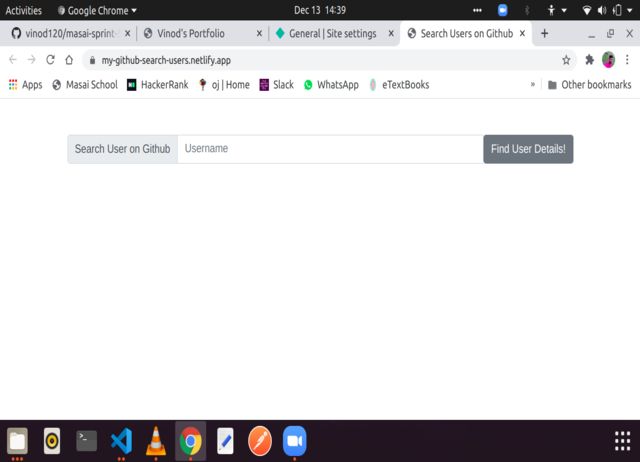 Activities Google Chrome Dec 13 14:39
vinod120/masai-sprint- Vinod's Portfolio General | Site settings Search Users on Github
my-github-search-users.netlify.app
Apps Masai School HackerRank oj | Home Slack WhatsApp eTextBooks » Other bookmarks
Search User on Github Username Find User Details!